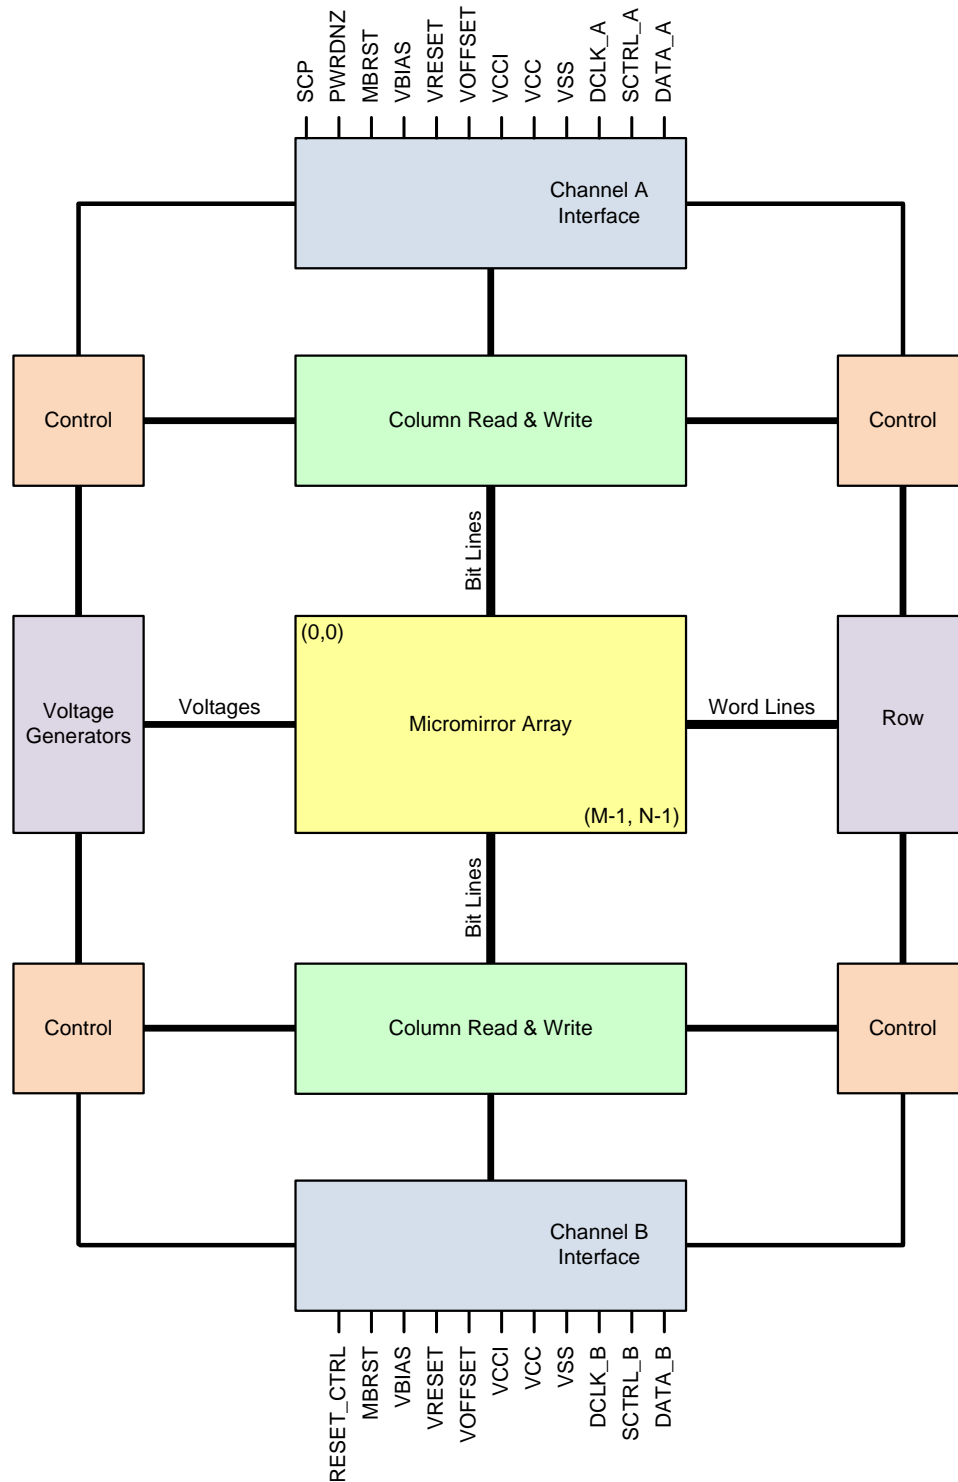 SCP
PWRDNZ
MBRST
VBIAS
VRESET
VOFFSET
VCCI
VCC
VSS
DCLK_A
SCTRL_A
DATA_A
Channel A
Interface
Control
Column Read & Write
Control
Bit Lines
(0,0)
Voltage
Generators
Voltages
Micromirror Array
Word Lines
Row
(M-1, N-1)
Bit Lines
Control
Column Read & Write
Control
Channel B
Interface
RESET_CTRL
MBRST
VBIAS
VRESET
VOFFSET
VCCI
VCC
VSS
DCLK_B
SCTRL_B
DATA_B